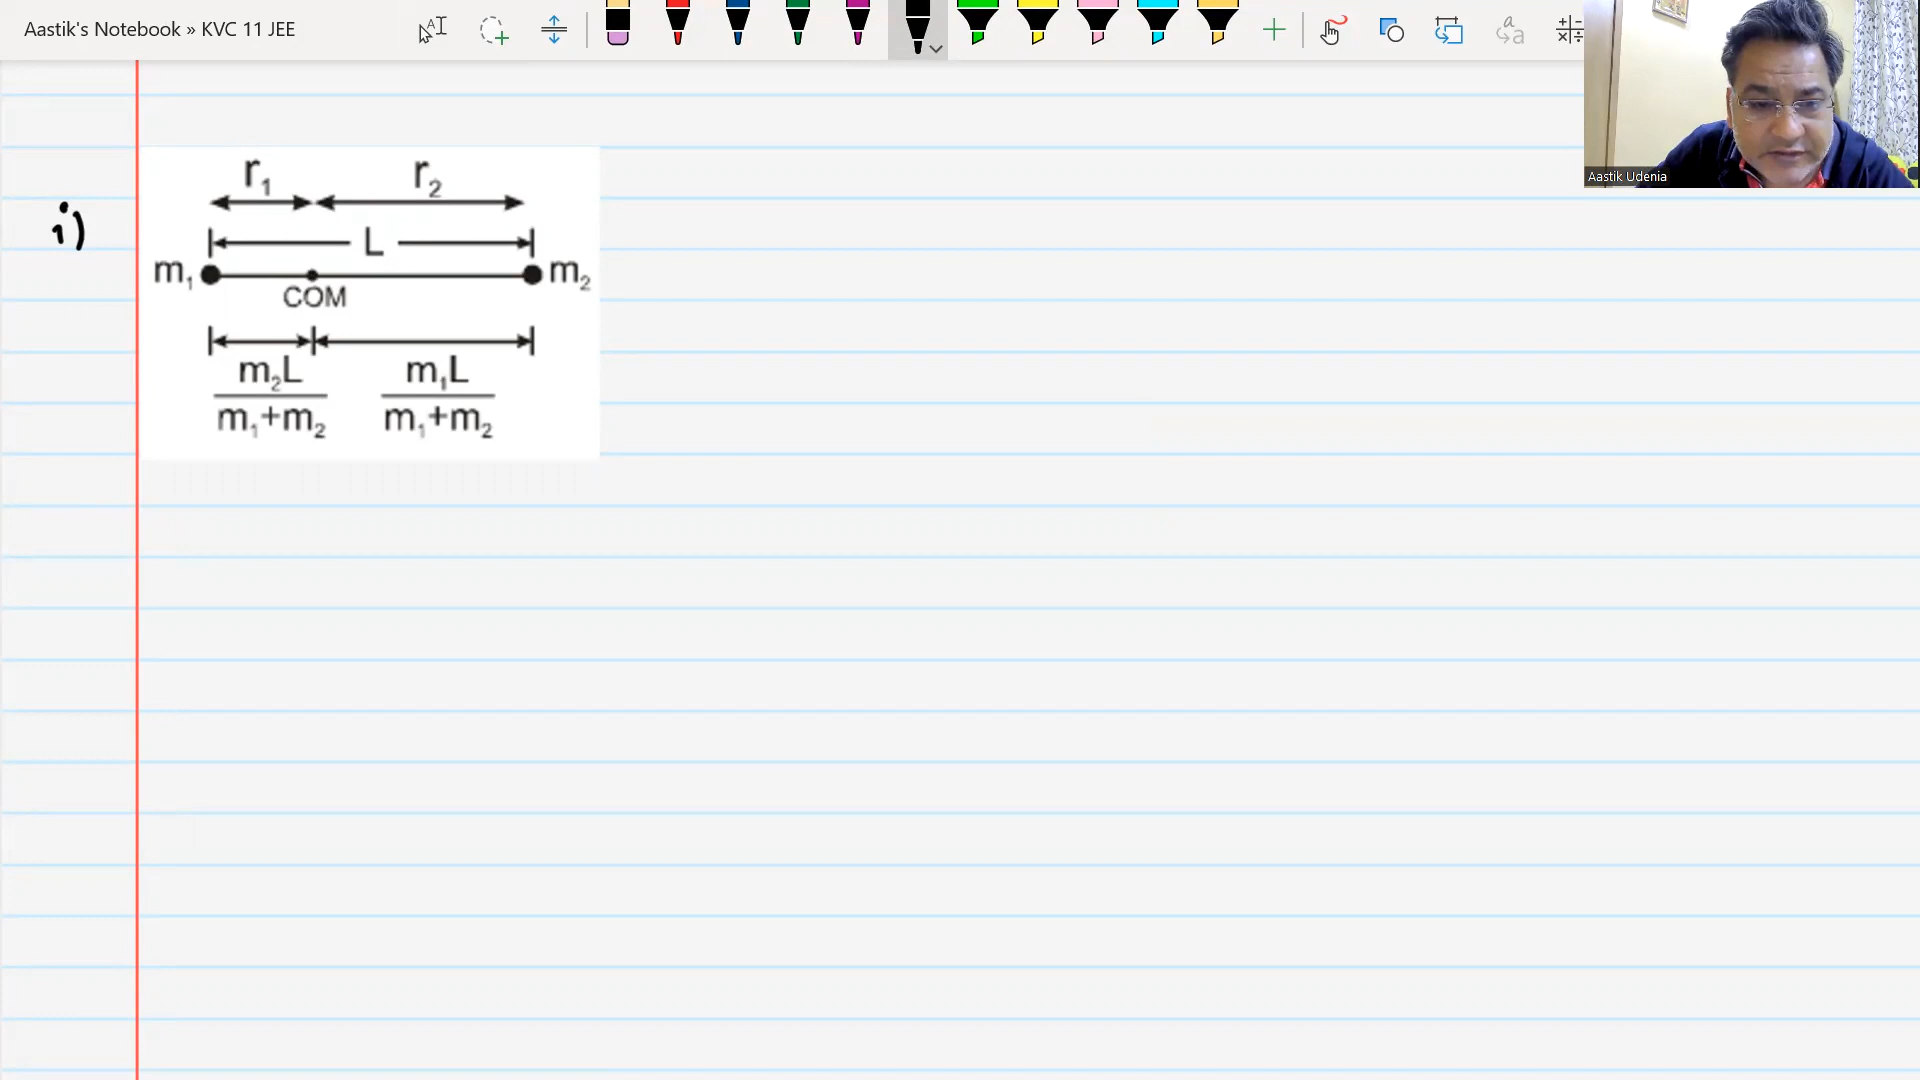 Aastik's Notebook » KVC 11 JEE
Aastik Udenia
i)
r₁ r₂
L
m₁ m₂
COM
m₂L m₁L
m₁+m₂ m₁+m₂